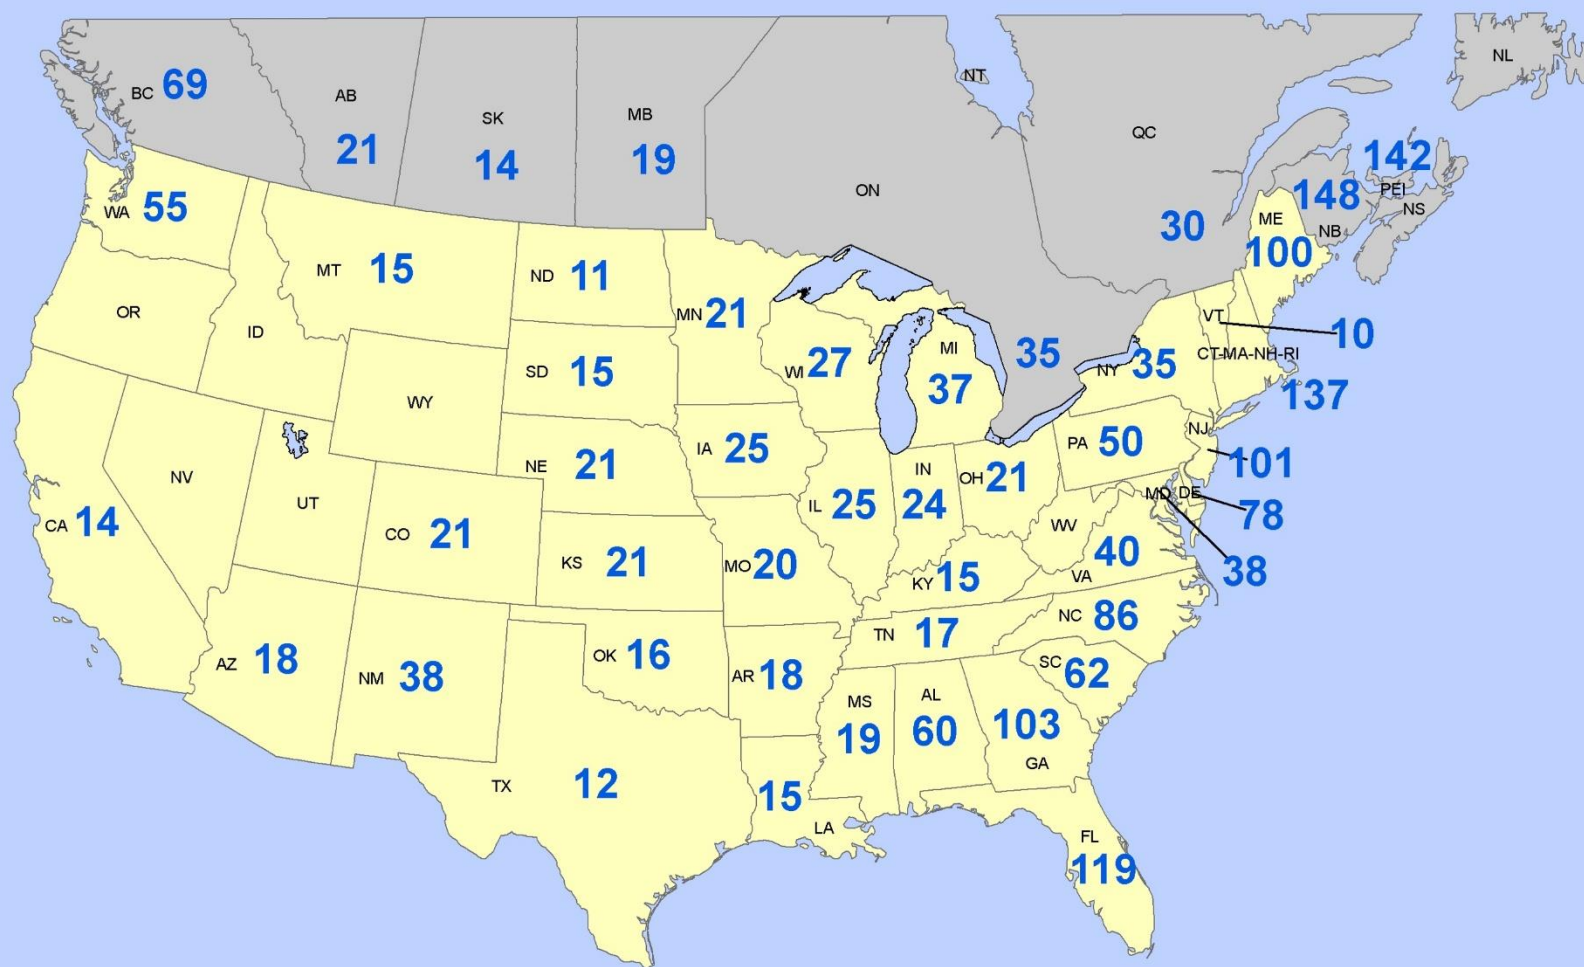 NL
NT
BC 69
AB
21
SK
14
MB
19
ON
QC
30
142
148
PEI
NS
NB
ME
100
WA 55
OR
ID
MT 15
ND 11
MN 21
SD 15
WY
WI 27
MI
37
35
NY 35
VT
10
CT-MA-NH-RI
137
NV
UT
CA 14
CO 21
NE 21
IA 25
KS 21
MO 20
IL 25
IN
24
OH 21
PA 50
NJ
101
MD
DE
78
38
WV
40
VA
KY 15
NC 86
TN 17
SC 62
AZ 18
NM 38
OK 16
AR 18
MS
19
AL
60
103
GA
TX 12
15
LA
FL
119